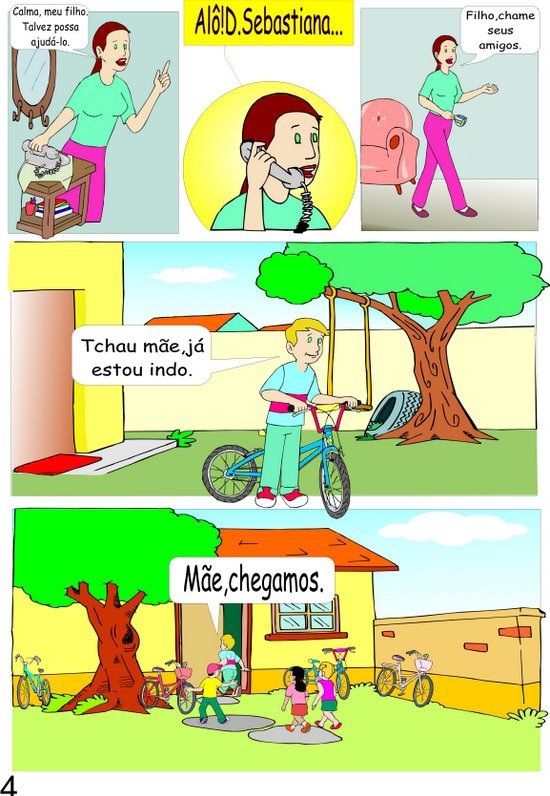 Calma, meu filho.
Talvez possa
ajudá-lo.
Alô!D.Sebastiana...
Filho,chame
seus
amigos.
Tchau mãe,já
estou indo.
Mãe,chegamos.
4